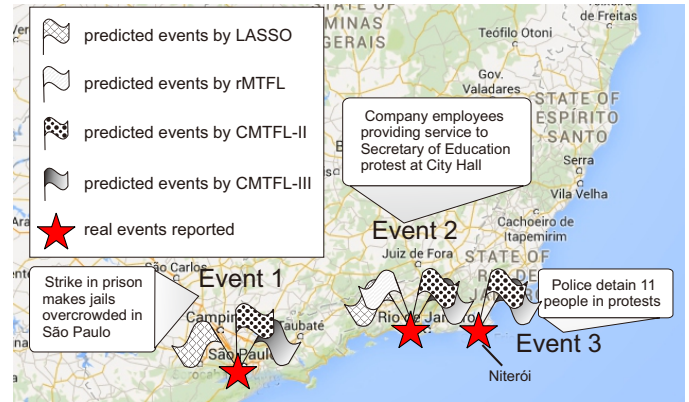 predicted events by LASSO
predicted events by rMTFL
predicted events by CMTFL-II
predicted events by CMTFL-III
real events reported
MINAS
GERAIS
Teófilo Otoni
de Freitas
Gov.
Valadares
STATE OF
ESPÍRITO
SANTO
Company employees
providing service to
Secretary of Education
protest at City Hall
Serra
Vila Velha
Cachoeiro de
Itapemirim
Event 2
Juiz de Fora
STATE OF
São Carlos
Event 1
Strike in prison
makes jails
overcrowded in
São Paulo
Campin
Taubaté
São Paulo
Rio de Janeiro
Police detain 11
people in protests
Event 3
Niterói